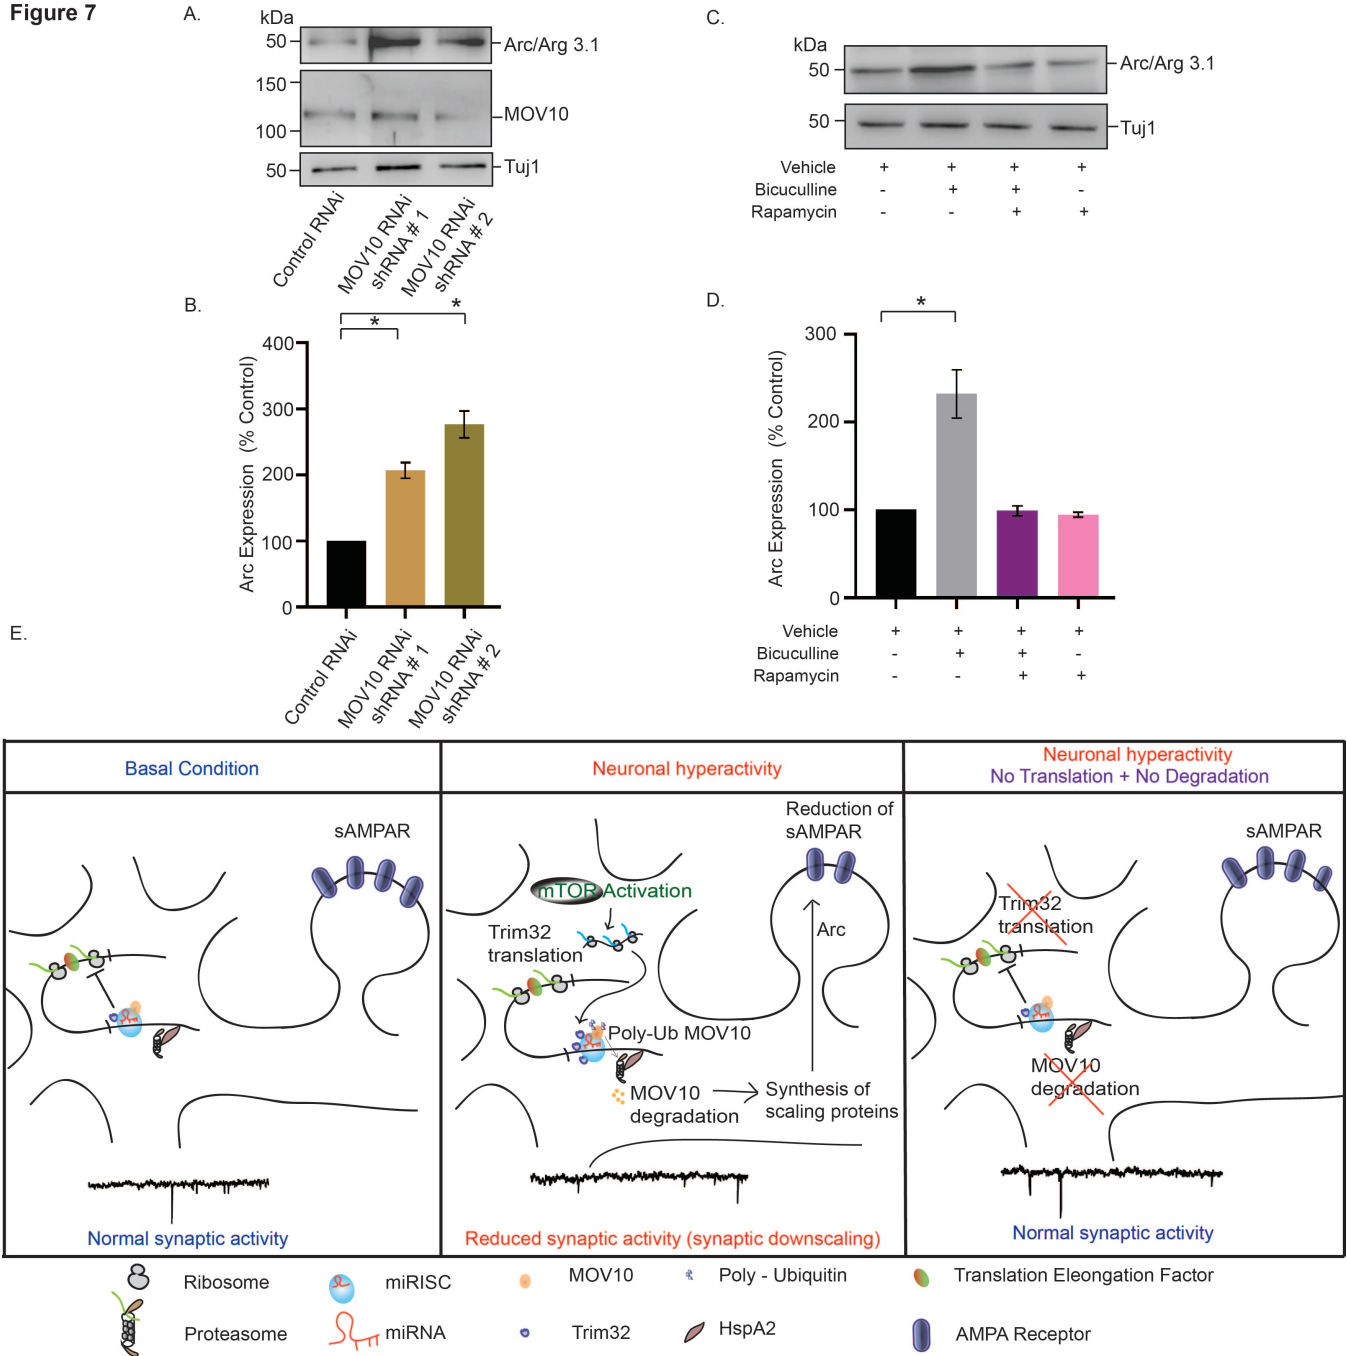 Figure 7
A.
kDa
50
Arc/Arg 3.1
150
MOV10
100
50
Tuj1
Control RNAi
MOV10 RNAi
shRNA # 1
MOV10 RNAi
shRNA # 2
B.
*
*
Arc Expression (% Control)
400
300
200
100
0
Control RNAi
MOV10 RNAi
shRNA # 1
MOV10 RNAi
shRNA # 2
C.
kDa
50
Arc/Arg 3.1
50
Tuj1
Vehicle + + + +
Bicuculline - + + -
Rapamycin - - + +
D.
*
Arc Expression (% Control)
300
200
100
0
Vehicle + + + +
Bicuculline - + + -
Rapamycin - - + +
E.
Basal Condition
sAMPAR
Normal synaptic activity
Neuronal hyperactivity
Reduction of
sAMPAR
mTOR Activation
Trim32
translation
Arc
Poly-Ub MOV10
MOV10
degradation
Synthesis of
scaling proteins
Reduced synaptic activity (synaptic downscaling)
Neuronal hyperactivity
No Translation + No Degradation
sAMPAR
Trim32
translation
MOV10
degradation
Normal synaptic activity
Ribosome
miRISC
MOV10
Poly - Ubiquitin
Translation Eleongation Factor
Proteasome
miRNA
Trim32
HspA2
AMPA Receptor